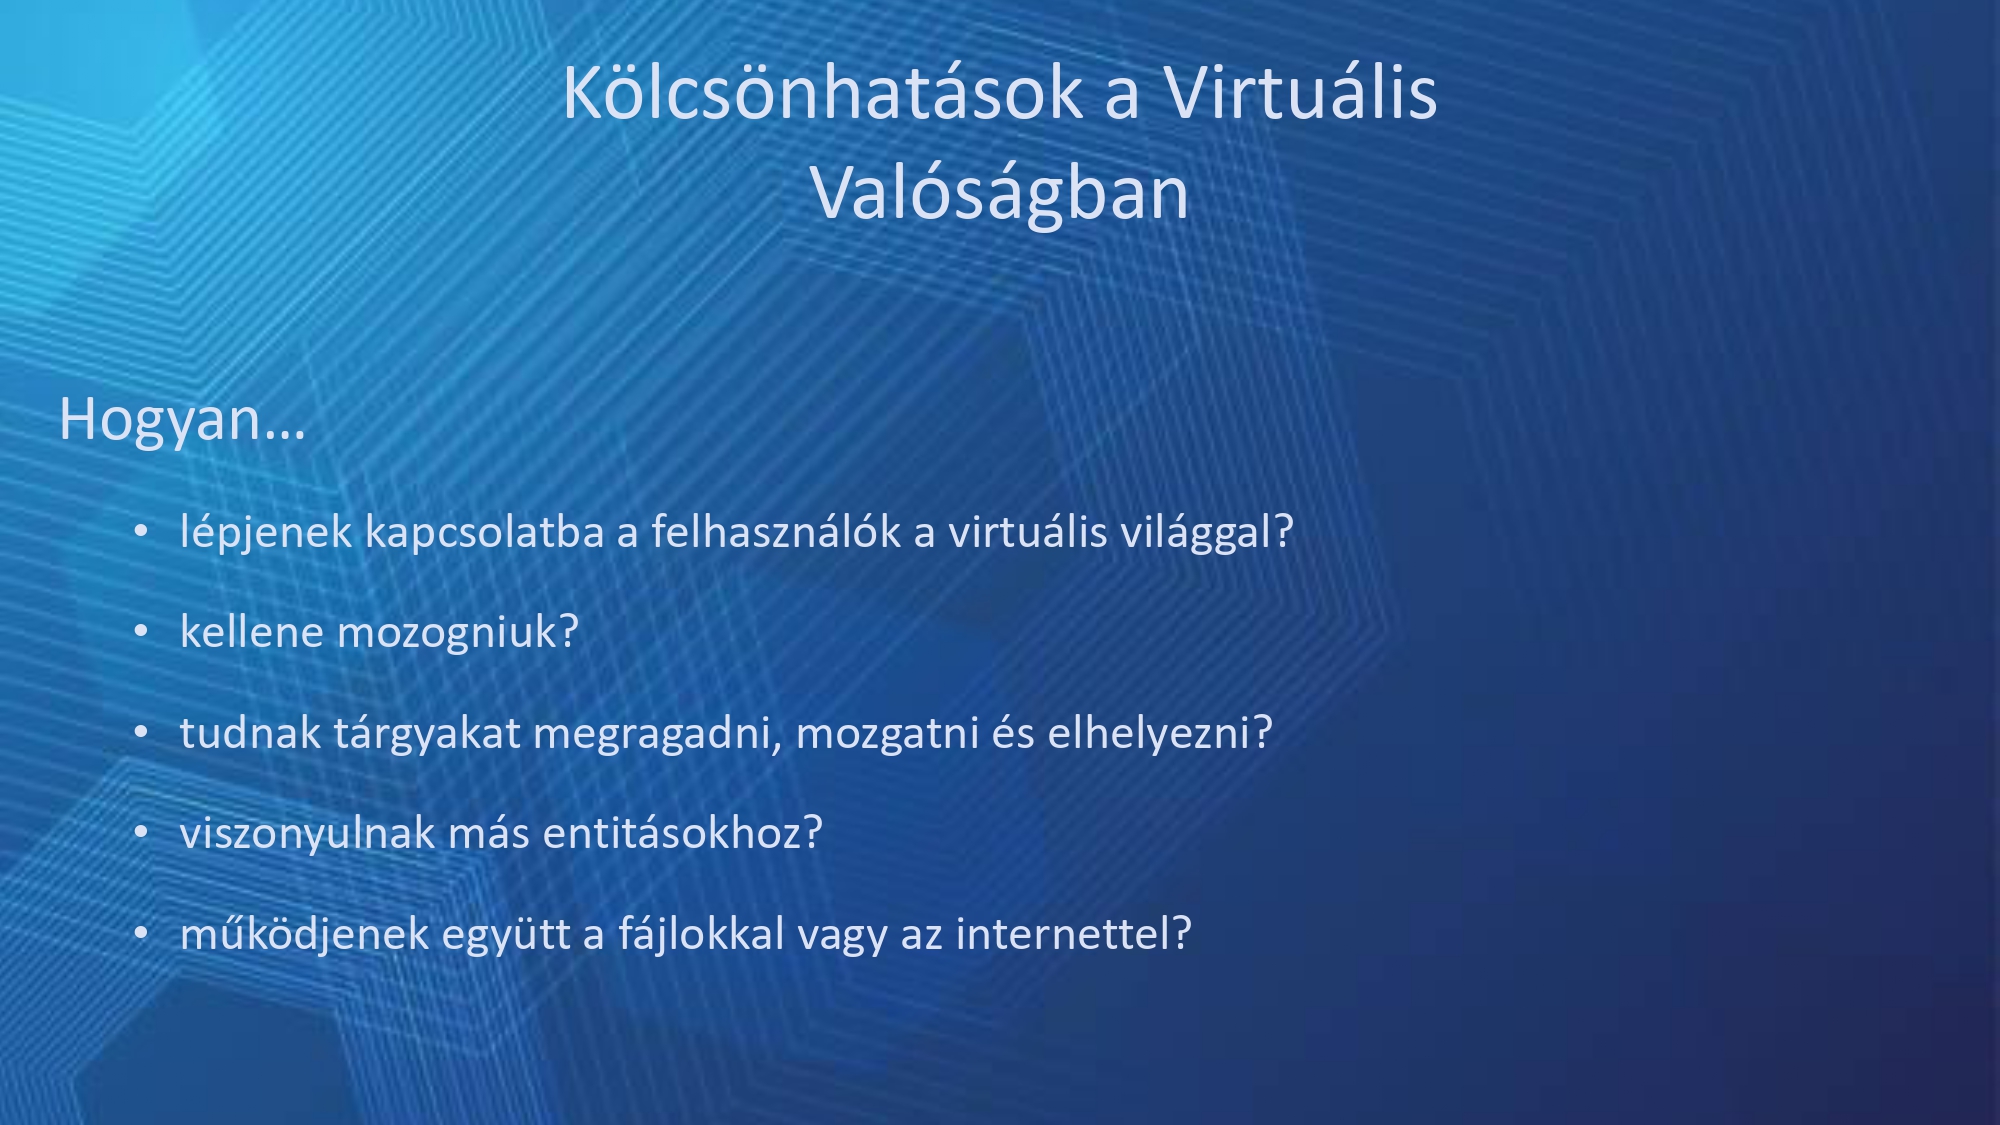 Kölcsönhatások a Virtuális
Valóságban
Hogyan...
• lépjenek kapcsolatba a felhasználók a virtuális világgal?
• kellene mozogniuk?
• tudnak tárgyakat megragadni, mozgatni és elhelyezni?
• viszonyulnak más entitásokhoz?
• működjenek együtt a fájlokkal vagy az internettel?